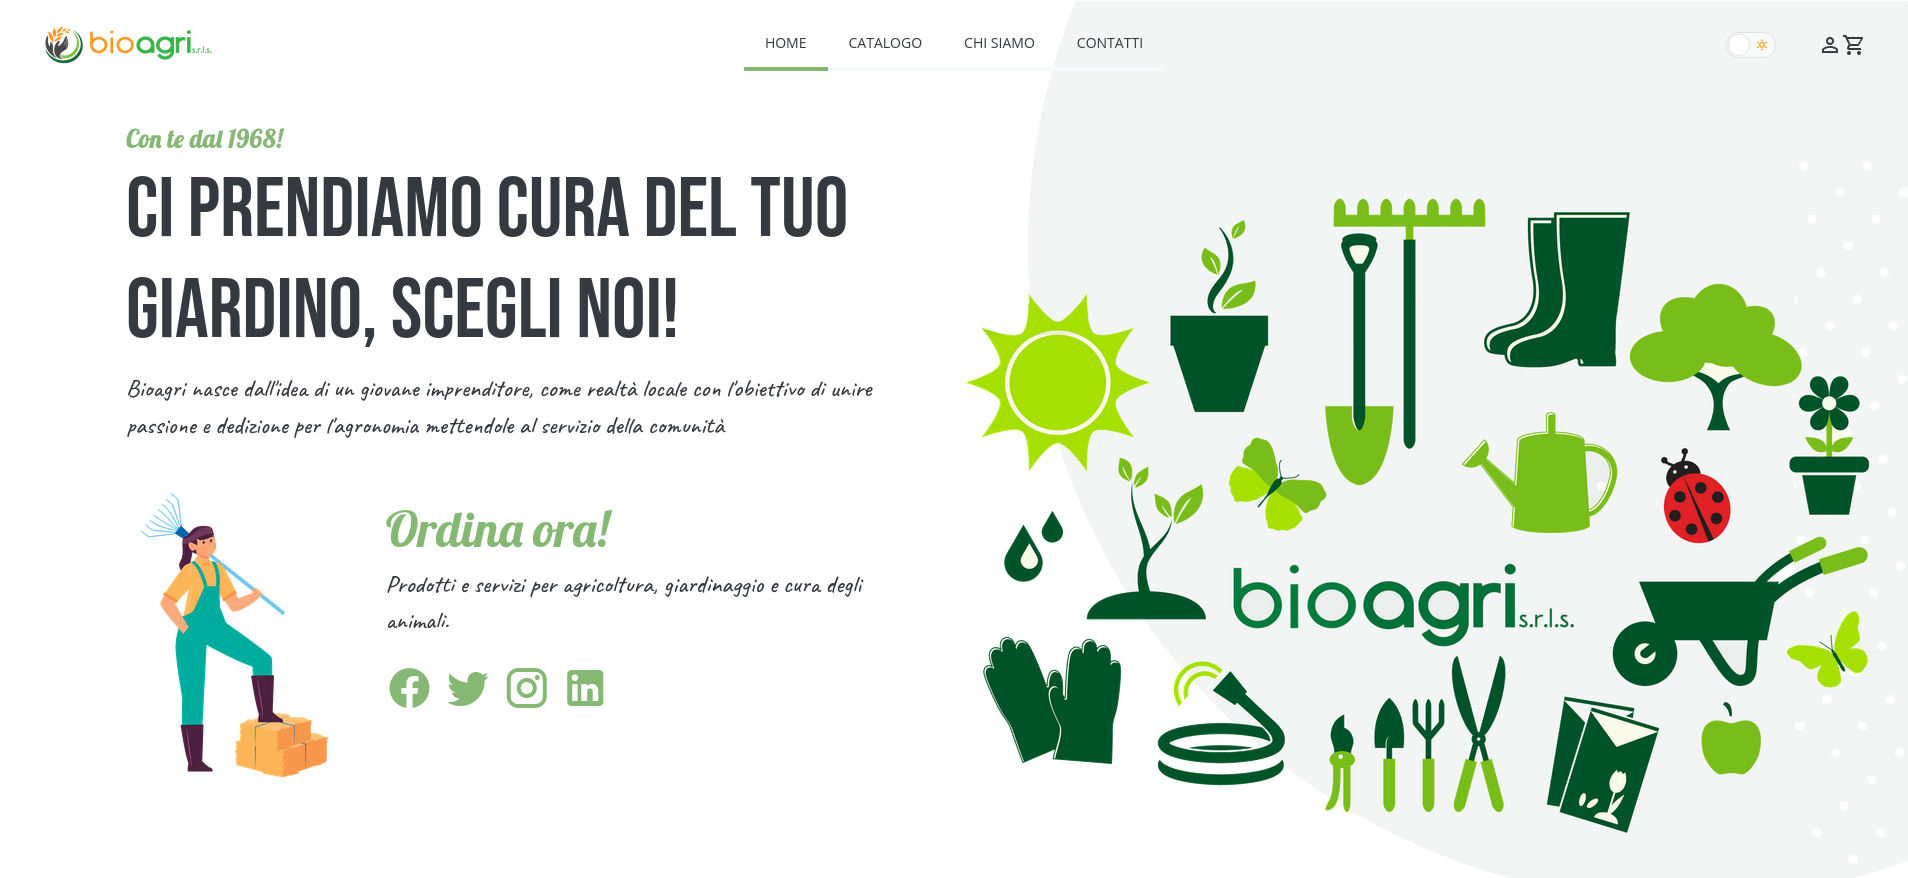 bioagri s.r.l.s.
HOME CATALOGO CHI SIAMO CONTATTI
Con te dal 1968!
CI PRENDIAMO CURA DEL TUO
GIARDINO, SCEGLI NOI!
Bioagri nasce dall'idea di un giovane imprenditore, come realtà locale con l'obiettivo di unire
passione e dedizione per l'agronomia mettendole al servizio della comunità
Ordina ora!
Prodotti e servizi per agricoltura, giardinaggio e cura degli
animali.
in
bioagri s.r.l.s.